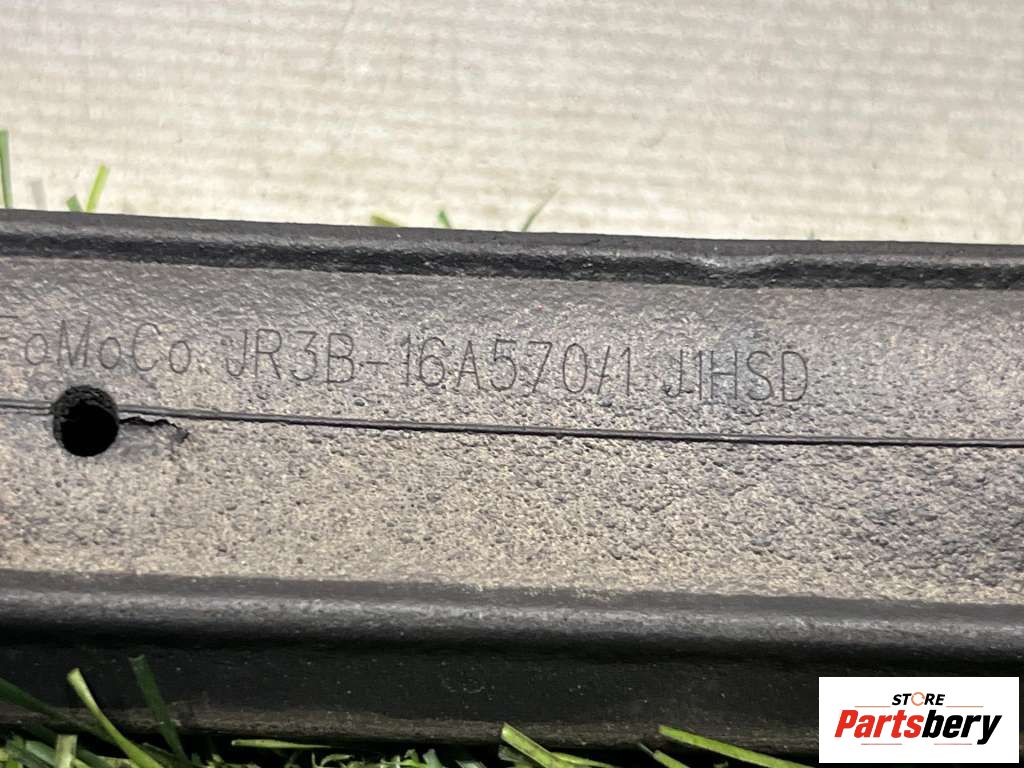 FoMoCo JR3B-16A570/1 J1HSD
STORE
Partsbery